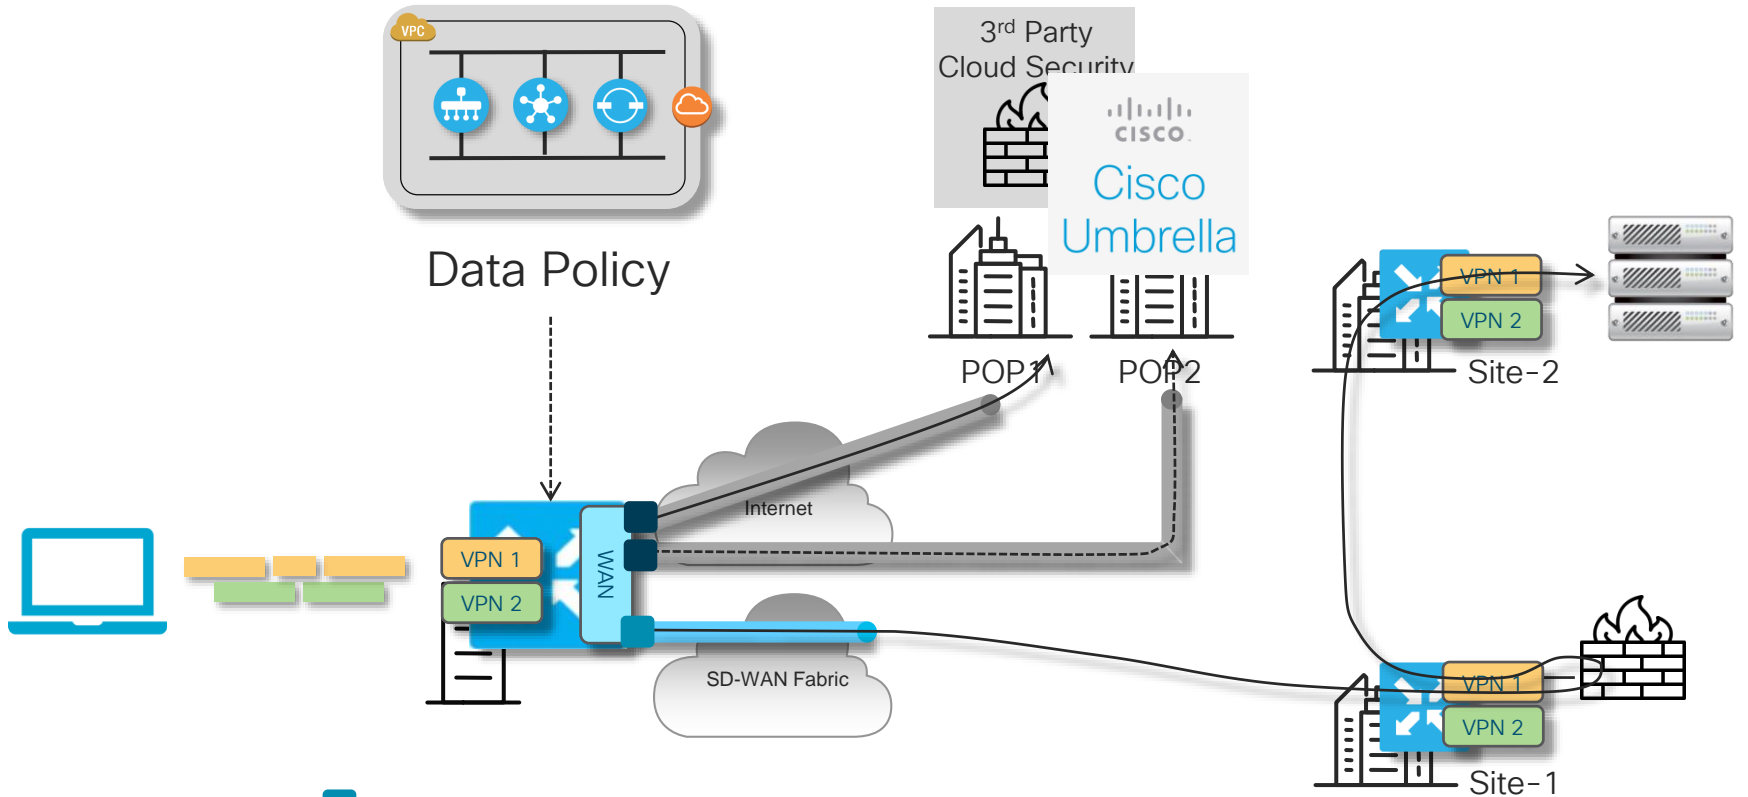 VPC
3rd Party
Cloud Security
CISCO
Cisco
Umbrella
Data Policy
VPN 1
VPN 2
Site-2
POP1
POP2
Internet
VPN 1
VPN 2
WAN
SD-WAN Fabric
VPN 1
VPN 2
Site-1